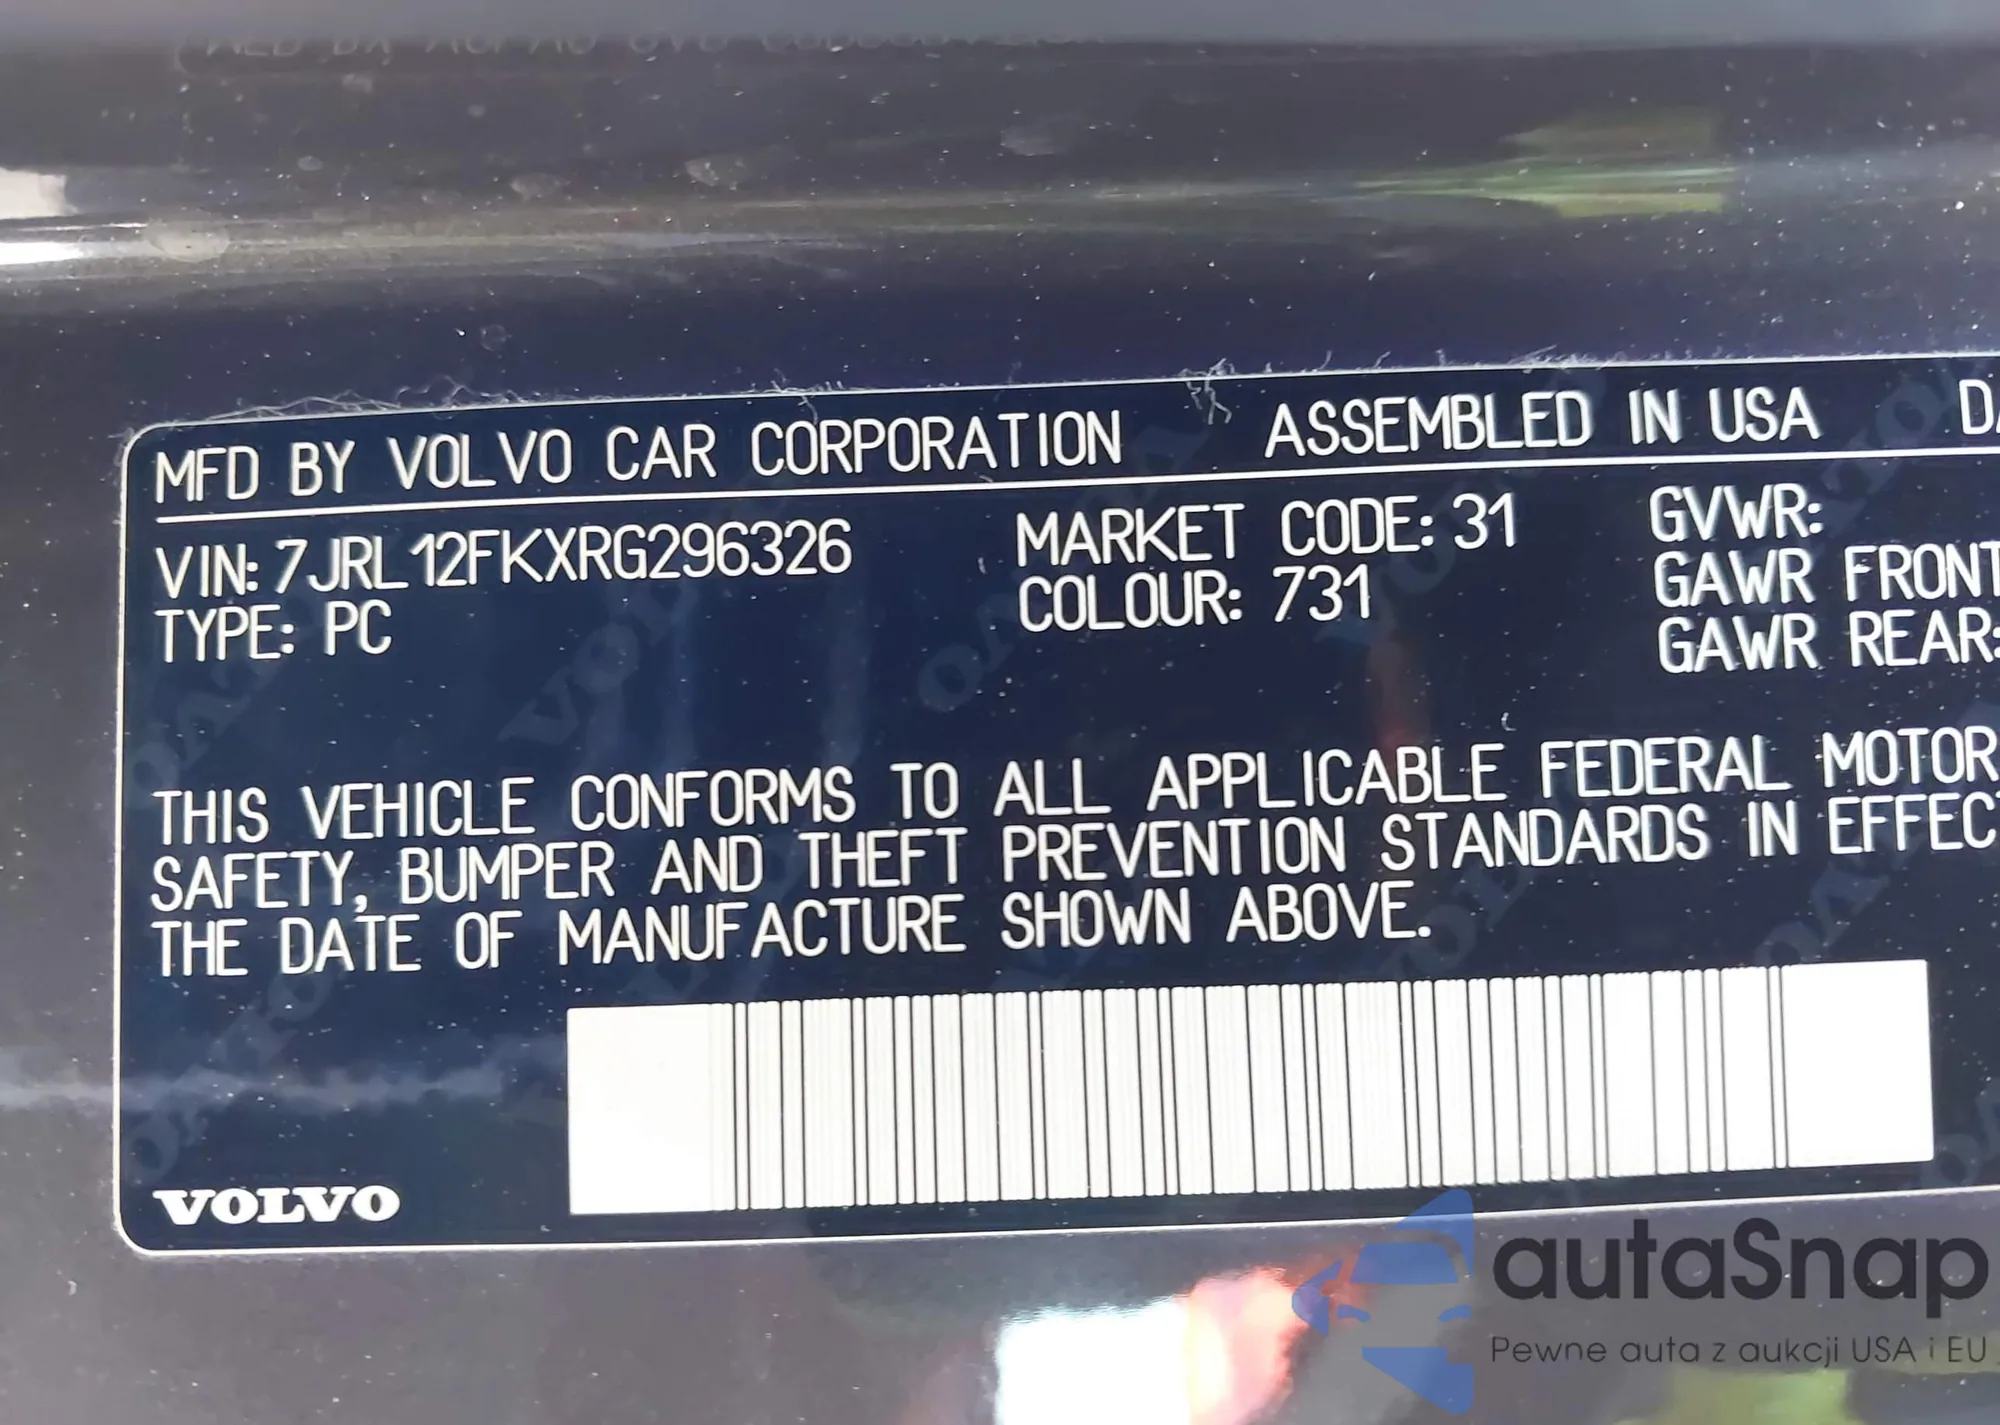 MFD BY VOLVO CAR CORPORATION ASSEMBLED IN USA
VIN: 7JRL12FKXRG296326 MARKET CODE: 31 GVWR:
TYPE: PC COLOUR: 731 GAWR FRONT
GAWR REAR:
THIS VEHICLE CONFORMS TO ALL APPLICABLE FEDERAL MOTOR
SAFETY, BUMPER AND THEFT PREVENTION STANDARDS IN EFFECT
THE DATE OF MANUFACTURE SHOWN ABOVE.
VOLVO
autaSnap
Pewne auta z aukcji USA i EU